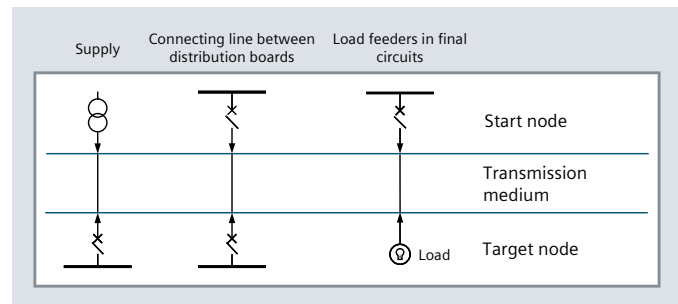 Supply
Connecting line between
distribution boards
Load feeders in final
circuits
Start node
Transmission
medium
Load
Target node